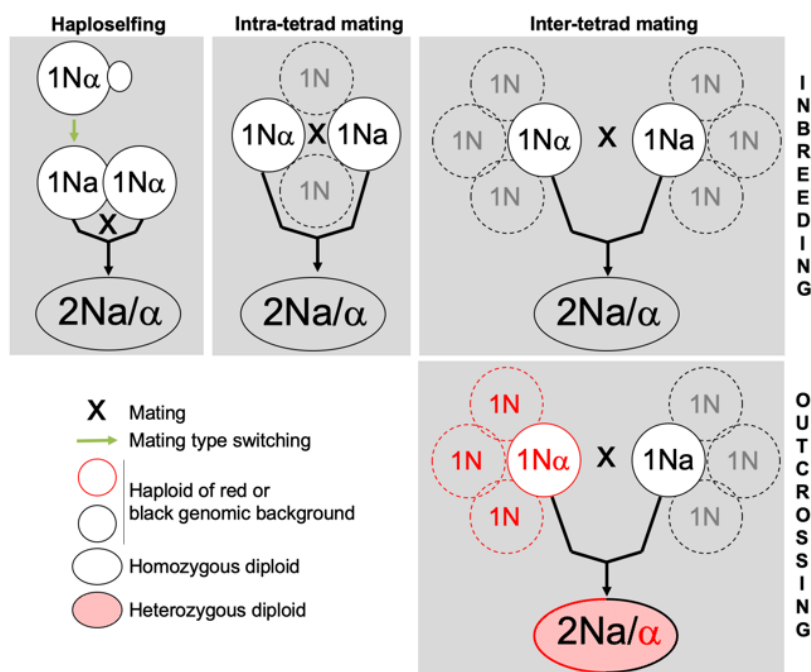 Haploselfing
1Nα
1Na 1Nα
X
2Na/α
Intra-tetrad mating
1N
1Nα X 1Na
1N
2Na/α
Inter-tetrad mating
1N 1N
1N 1Nα X 1Na 1N
1N 1N
2Na/α
INBREEDING
X Mating
Mating type switching
Haploid of red or
black genomic background
Homozygous diploid
Heterozygous diploid
1N 1N
1N 1Nα X 1Na 1N
1N 1N
2Na/α
OUTCROSSING